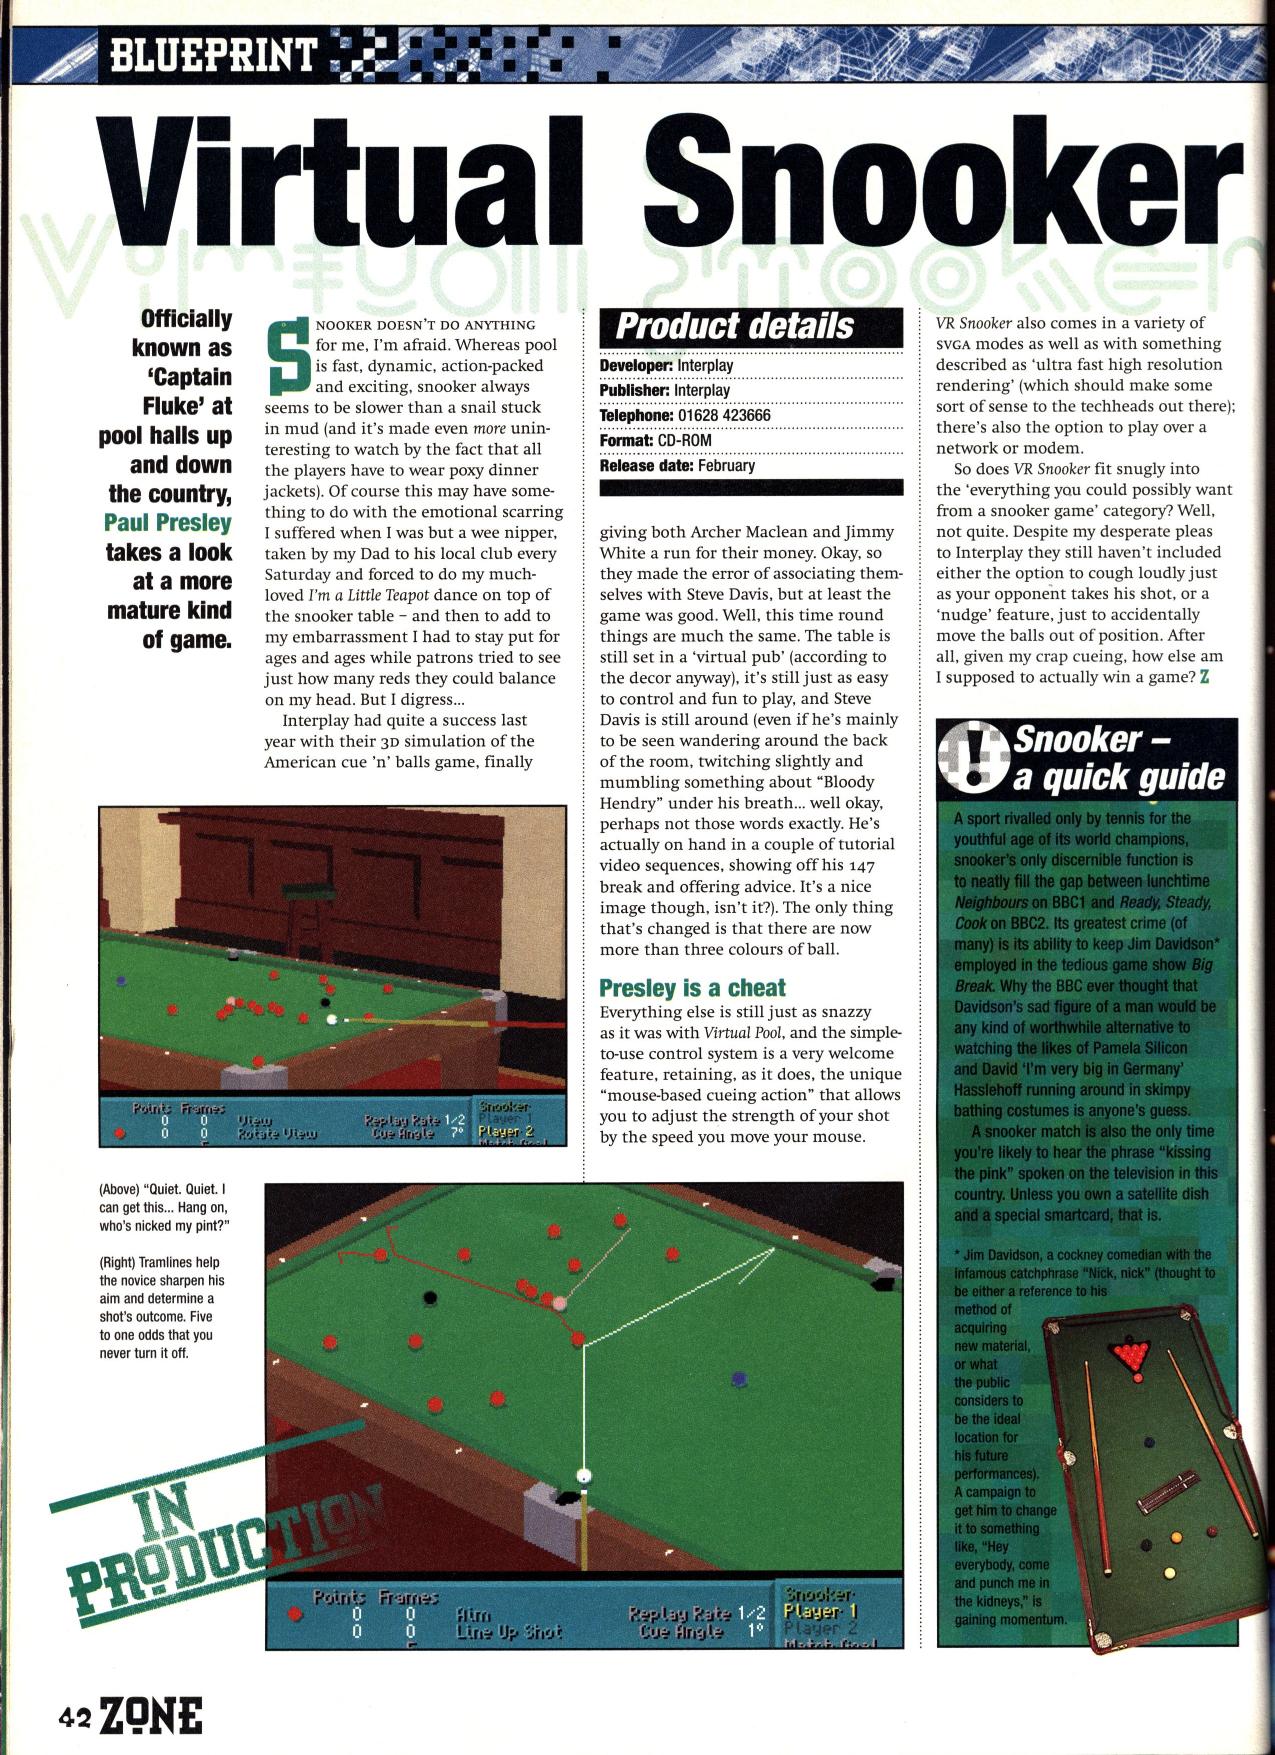 BLUEPRINT
Virtual Snooker
Officially
known as
‘Captain
Fluke’ at
pool halls up
and down
the country,
Paul Presley
takes a look
at a more
mature kind
of game.
SNOOKER DOESN’T DO ANYTHING
for me, I’m afraid. Whereas pool
is fast, dynamic, action-packed
and exciting, snooker always
seems to be slower than a snail stuck
in mud (and it’s made even more unin-
teresting to watch by the fact that all
the players have to wear poxy dinner
jackets). Of course this may have some-
thing to do with the emotional scarring
I suffered when I was but a wee nipper,
taken by my Dad to his local club every
Saturday and forced to do my much-
loved I’m a Little Teapot dance on top of
the snooker table – and then to add to
my embarrassment I had to stay put for
ages and ages while patrons tried to see
just how many reds they could balance
on my head. But I digress...
Interplay had quite a success last
year with their 3D simulation of the
American cue ’n’ balls game, finally
Product details
Developer: Interplay
Publisher: Interplay
Telephone: 01628 423666
Format: CD-ROM
Release date: February
giving both Archer Maclean and Jimmy
White a run for their money. Okay, so
they made the error of associating them-
selves with Steve Davis, but at least the
game was good. Well, this time round
things are much the same. The table is
still set in a ‘virtual pub’ (according to
the decor anyway), it’s still just as easy
to control and fun to play, and Steve
Davis is still around (even if he’s mainly
to be seen wandering around the back
of the room, twitching slightly and
mumbling something about “Bloody
Hendry” under his breath... well okay,
perhaps not those words exactly. He’s
actually on hand in a couple of tutorial
video sequences, showing off his 147
break and offering advice. It’s a nice
image though, isn’t it?). The only thing
that’s changed is that there are now
more than three colours of ball.
Presley is a cheat
Everything else is still just as snazzy
as it was with Virtual Pool, and the simple-
to-use control system is a very welcome
feature, retaining, as it does, the unique
“mouse-based cueing action” that allows
you to adjust the strength of your shot
by the speed you move your mouse.
VR Snooker also comes in a variety of
SVGA modes as well as with something
described as ‘ultra fast high resolution
rendering’ (which should make some
sort of sense to the techheads out there);
there’s also the option to play over a
network or modem.
So does VR Snooker fit snugly into
the ‘everything you could possibly want
from a snooker game’ category? Well,
not quite. Despite my desperate pleas
to Interplay they still haven’t included
either the option to cough loudly just
as your opponent takes his shot, or a
‘nudge’ feature, just to accidentally
move the balls out of position. After
all, given my crap cueing, how else am
I supposed to actually win a game? Z
Snooker –
a quick guide
A sport rivalled only by tennis for the
youthful age of its world champions,
snooker’s only discernible function is
to neatly fill the gap between lunchtime
Neighbours on BBC1 and Ready, Steady,
Cook on BBC2. Its greatest crime (of
many) is its ability to keep Jim Davidson*
employed in the tedious game show Big
Break. Why the BBC ever thought that
Davidson’s sad figure of a man would be
any kind of worthwhile alternative to
watching the likes of Pamela Silicon
and David ‘I’m very big in Germany’
Hasslehoff running around in skimpy
bathing costumes is anyone’s guess.
A snooker match is also the only time
you’re likely to hear the phrase “kissing
the pink” spoken on the television in this
country. Unless you own a satellite dish
and a special smartcard, that is.
* Jim Davidson, a cockney comedian with the
infamous catchphrase “Nick, nick” (thought to
be either a reference to his
method of
acquiring
new material,
or what
the public
considers to
be the ideal
location for
his future
performances).
A campaign to
get him to change
it to something
like, “Hey
everybody, come
and punch me in
the kidneys,” is
gaining momentum.
Points Frames
0 0 View
0 0 Rotate View
Replay Rate 1/2
Cue Angle 7°
Snooker
Player 1
Player 2
Match Goal
(Above) “Quiet. Quiet. I
can get this... Hang on,
who’s nicked my pint?”
(Right) Tramlines help
the novice sharpen his
aim and determine a
shot’s outcome. Five
to one odds that you
never turn it off.
Points Frames
0 0 Aim
0 0 Line Up Shot
Replay Rate 1/2
Cue Angle 1°
Snooker
Player 1
Player 2
Match Goal
IN
PRODUCTION
42 ZONE